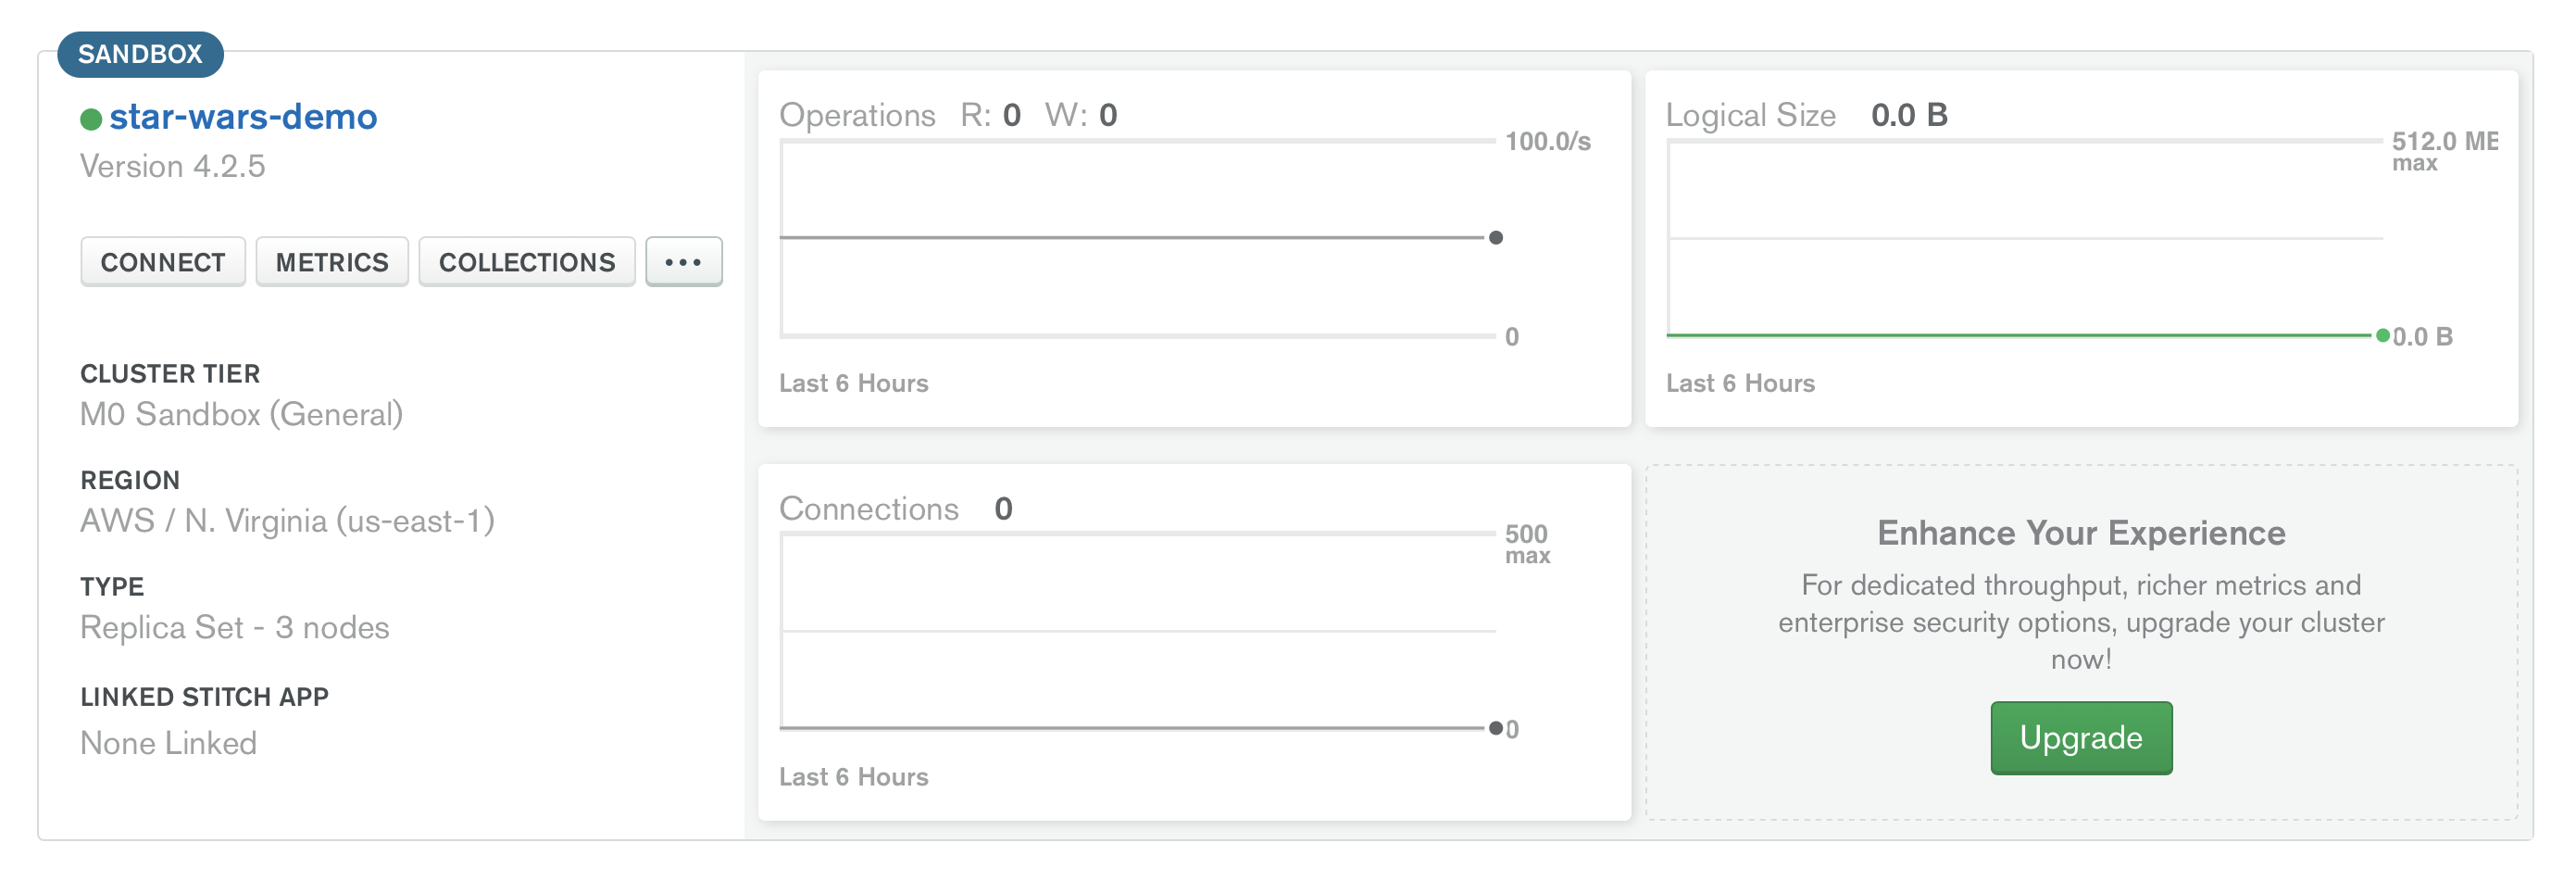 SANDBOX
star-wars-demo
Version 4.2.5
CONNECT METRICS COLLECTIONS ...
CLUSTER TIER
M0 Sandbox (General)
REGION
AWS / N. Virginia (us-east-1)
TYPE
Replica Set - 3 nodes
LINKED STITCH APP
None Linked
Operations R: 0 W: 0
100.0/s
0
Last 6 Hours
Logical Size 0.0 B
512.0 MB
max
0.0 B
Last 6 Hours
Connections 0
500
max
0
Last 6 Hours
Enhance Your Experience
For dedicated throughput, richer metrics and
enterprise security options, upgrade your cluster
now!
Upgrade